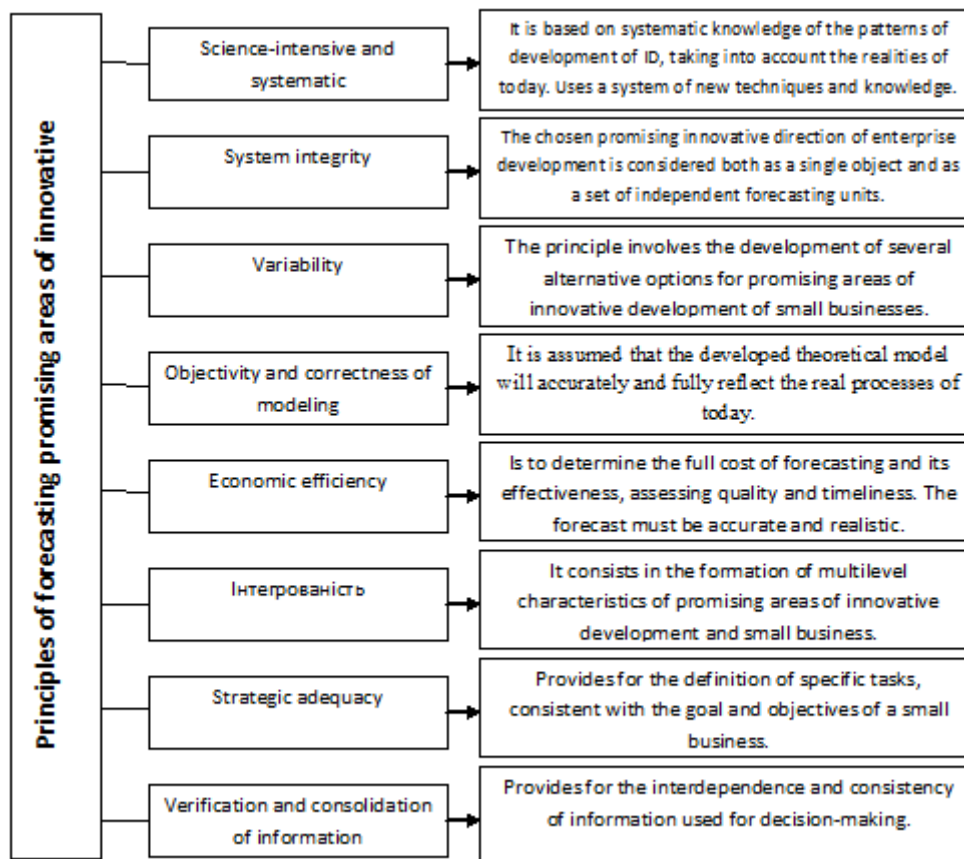 Principles of forecasting promising areas of innovative
Science-intensive and
systematic
It is based on systematic knowledge of the patterns of
development of ID, taking into account the realities of
today. Uses a system of new techniques and knowledge.
System integrity
The chosen promising innovative direction of enterprise
development is considered both as a single object and as
a set of independent forecasting units.
Variability
The principle involves the development of several
alternative options for promising areas of
innovative development of small businesses.
Objectivity and correctness of
modeling
It is assumed that the developed theoretical model
will accurately and fully reflect the real processes of
today.
Economic efficiency
Is to determine the full cost of forecasting and its
effectiveness, assessing quality and timeliness. The
forecast must be accurate and realistic.
Інтегрованість
It consists in the formation of multilevel
characteristics of promising areas of innovative
development and small business.
Strategic adequacy
Provides for the definition of specific tasks,
consistent with the goal and objectives of a small
business.
Verification and consolidation
of information
Provides for the interdependence and consistency
of information used for decision-making.